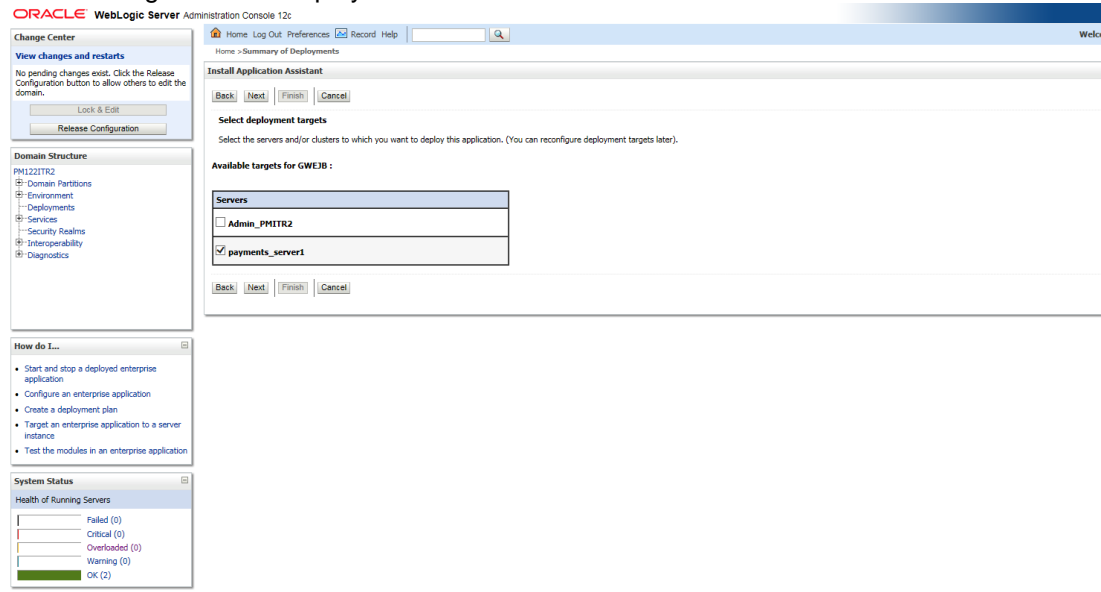 ORACLE WebLogic Server Administration Console 12c
Change Center
View changes and restarts
No pending changes exist. Click the Release
Configuration button to allow others to edit the
domain.
Lock & Edit
Release Configuration
Domain Structure
PM122ITR2
Domain Partitions
Environment
Deployments
Services
Security Realms
Interoperability
Diagnostics
How do I...
Start and stop a deployed enterprise
application
Configure an enterprise application
Create a deployment plan
Target an enterprise application to a server
instance
Test the modules in an enterprise application
System Status
Health of Running Servers
Failed (0)
Critical (0)
Overloaded (0)
Warning (0)
OK (2)
Home Log Out Preferences Record Help
Home >Summary of Deployments
Install Application Assistant
Back Next Finish Cancel
Select deployment targets
Select the servers and/or clusters to which you want to deploy this application. (You can reconfigure deployment targets later).
Available targets for GWEJB :
Servers
Admin_PMITR2
payments_server1
Back Next Finish Cancel